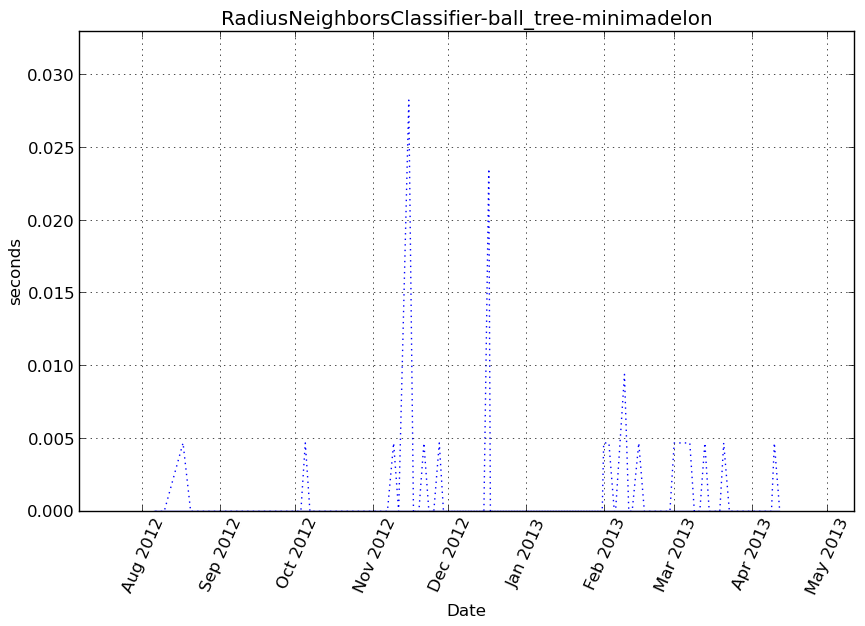 RadiusNeighborsClassifier-ball_tree-minimadelon
0.030
0.025
0.020
0.015
0.010
0.005
0.000
seconds
Aug 2012
Sep 2012
Oct 2012
Nov 2012
Dec 2012
Jan 2013
Feb 2013
Mar 2013
Apr 2013
May 2013
Date